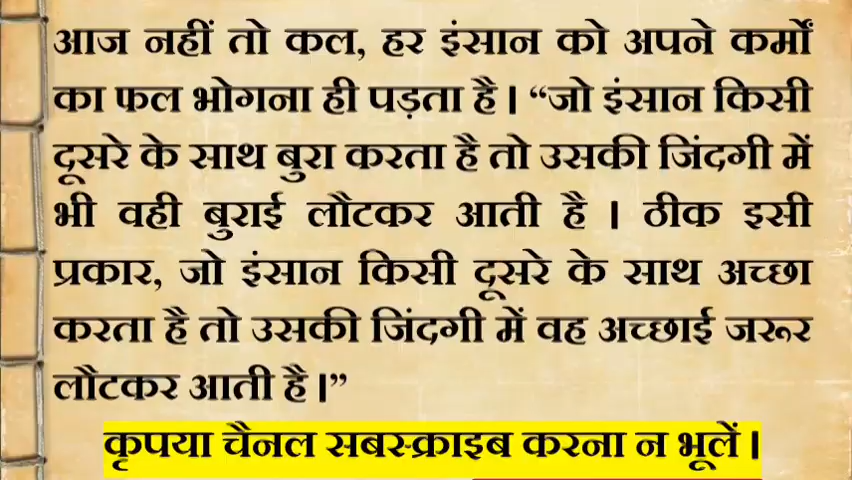 आज नहीं तो कल, हर इंसान को अपने कर्मों
का फल भोगना ही पड़ता है। “जो इंसान किसी
दूसरे के साथ बुरा करता है तो उसकी जिंदगी में
भी वही बुराई लौटकर आती है । ठीक इसी
प्रकार, जो इंसान किसी दूसरे के साथ अच्छा
करता है तो उसकी जिंदगी में वह अच्छाई जरूर
लौटकर आती है।”
कृपया चैनल सबस्क्राइब करना न भूलें।